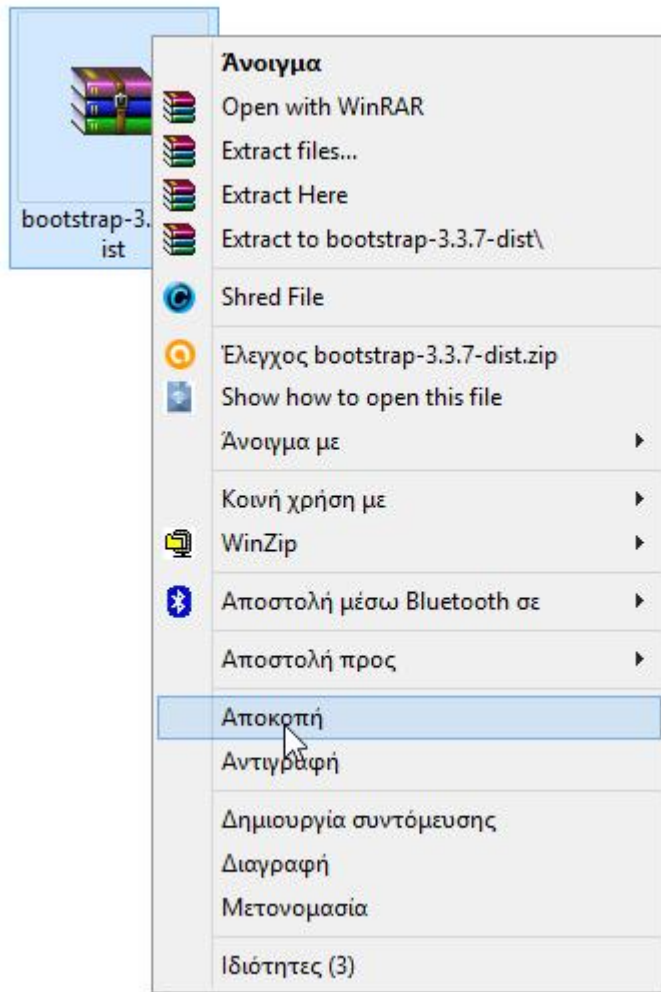 bootstrap-3.
ist
Άνοιγμα
Open with WinRAR
Extract files...
Extract Here
Extract to bootstrap-3.3.7-dist\
Shred File
Έλεγχος bootstrap-3.3.7-dist.zip
Show how to open this file
Άνοιγμα με
Κοινή χρήση με
WinZip
Αποστολή μέσω Bluetooth σε
Αποστολή προς
Αποκοπή
Αντιγραφή
Δημιουργία συντόμευσης
Διαγραφή
Μετονομασία
Ιδιότητες (3)